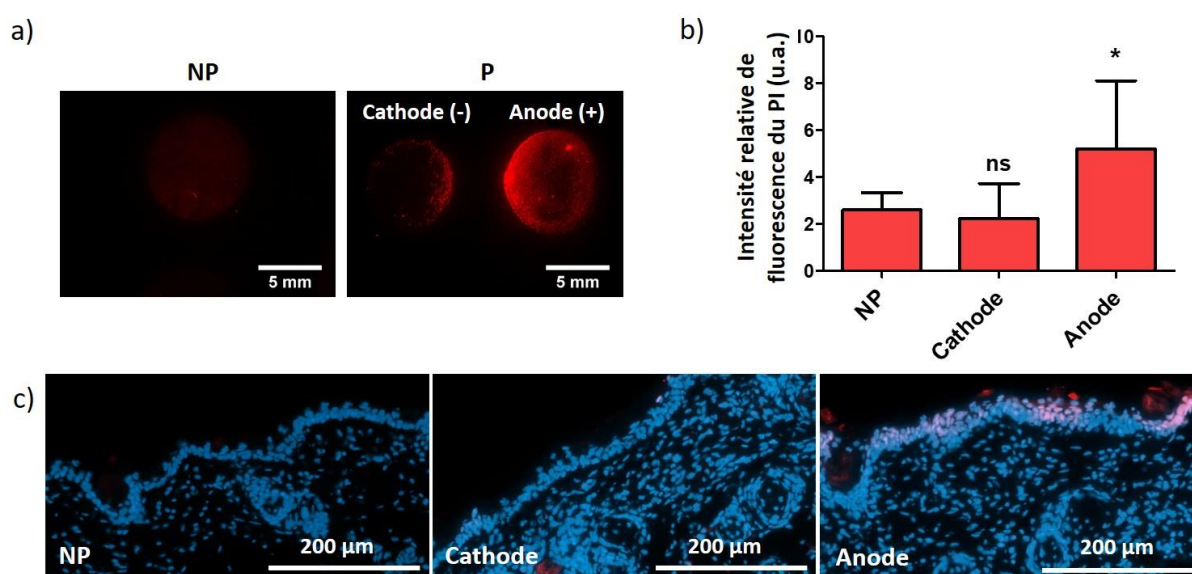 a)
NP
P
Cathode (-)
Anode (+)
5 mm
5 mm
b)
Intensité relative de
fluorescence du PI (u.a.)
10
8
6
4
2
0
ns
*
NP
Cathode
Anode
c)
NP
200 µm
Cathode
200 µm
Anode
200 µm